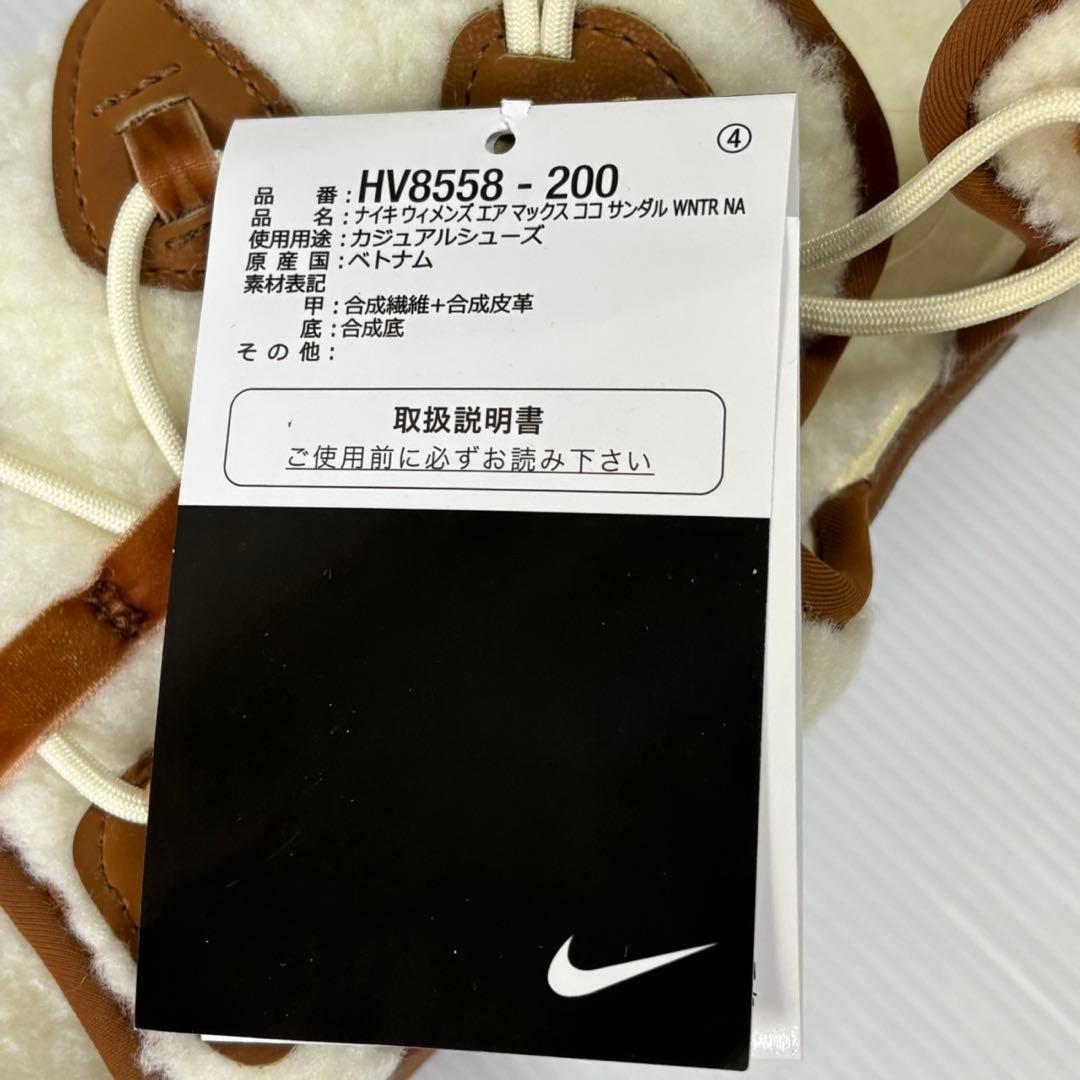 ④
品 番:HV8558 - 200
品 名:ナイキ ウィメンズ エア マックス ココ サンダル WNTR NA
使用用途:カジュアルシューズ
原 産 国:ベトナム
素材表記
甲:合成繊維+合成皮革
底:合成底
そ の 他:
取扱説明書
ご使用前に必ずお読み下さい